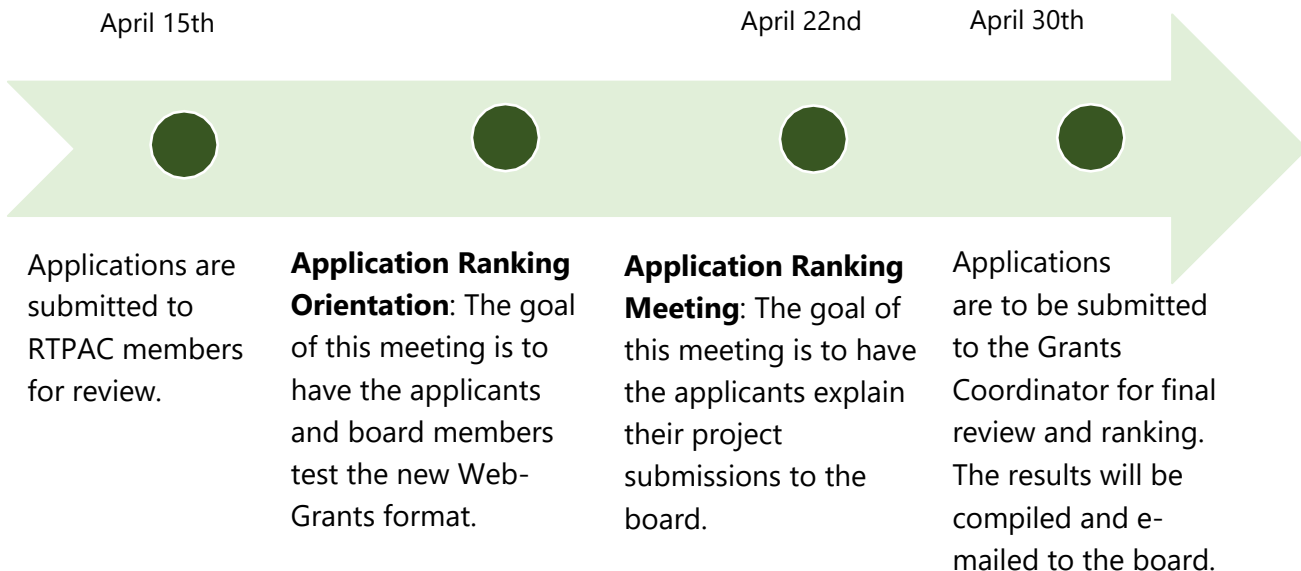 April 15th
April 22nd
April 30th
Applications are
submitted to
RTPAC members
for review.
Application Ranking
Orientation: The goal
of this meeting is to
have the applicants
and board members
test the new Web-
Grants format.
Application Ranking
Meeting: The goal of
this meeting is to have
the applicants explain
their project
submissions to the
board.
Applications
are to be submitted
to the Grants
Coordinator for final
review and ranking.
The results will be
compiled and e-
mailed to the board.